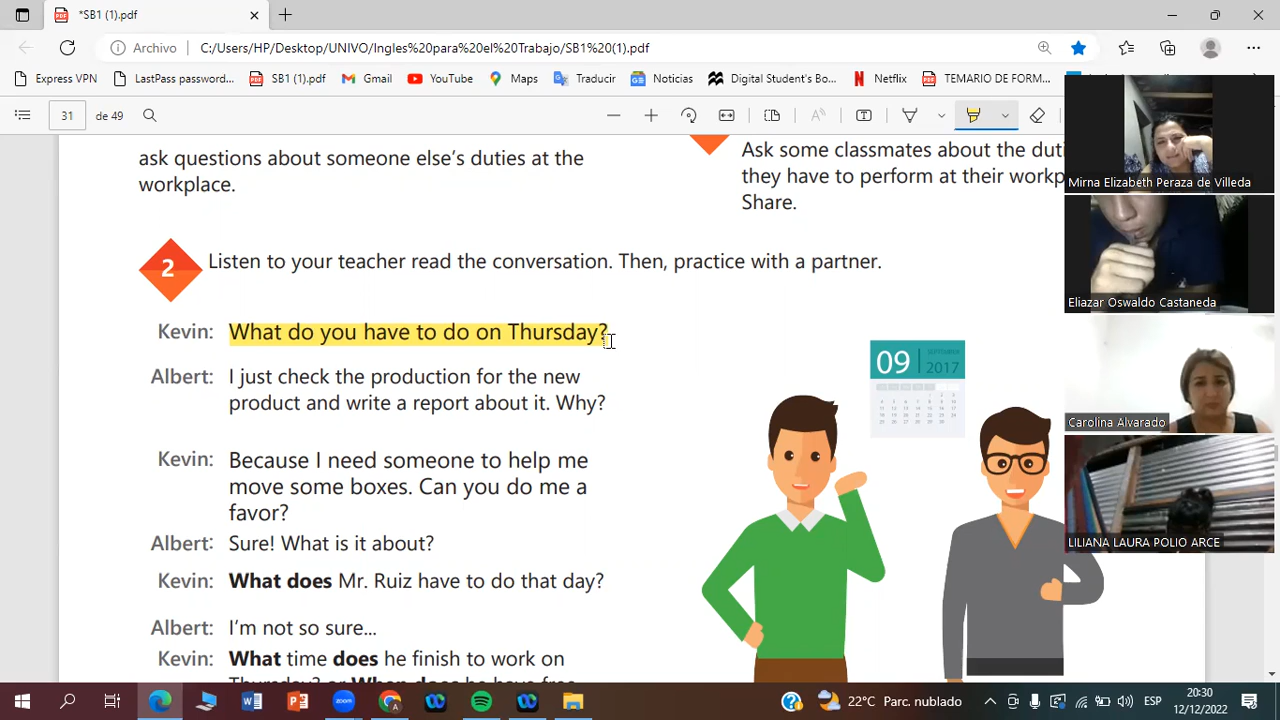 *SB1 (1).pdf
Archivo C:/Users/HP/Desktop/UNIVO/Ingles%20para%20el%20Trabajo/SB1%20(1).pdf
Express VPN LastPass password... SB1 (1).pdf Gmail YouTube Maps Traducir Noticias Digital Student's Bo... Netflix TEMARIO DE FORM...
31 de 49
ask questions about someone else's duties at the
workplace.
Ask some classmates about the duti
they have to perform at their workp
Share.
2 Listen to your teacher read the conversation. Then, practice with a partner.
Kevin: What do you have to do on Thursday?
Albert: I just check the production for the new
product and write a report about it. Why?
Kevin: Because I need someone to help me
move some boxes. Can you do me a
favor?
Albert: Sure! What is it about?
Kevin: What does Mr. Ruiz have to do that day?
Albert: I'm not so sure...
Kevin: What time does he finish to work on
09 SEPTEMBER
2017
Mirna Elizabeth Peraza de Villeda
Eliazar Oswaldo Castaneda
Carolina Alvarado
LILIANA LAURA POLIO ARCE
zoom
22°C Parc. nublado
ESP
20:30
12/12/2022